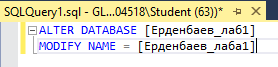 SQLQuery1.sql - GL...04518\Student (63))*
ALTER DATABASE [Ерденбаев_лаб1]
MODIFY NAME = [Ерденбаев_лаба1]